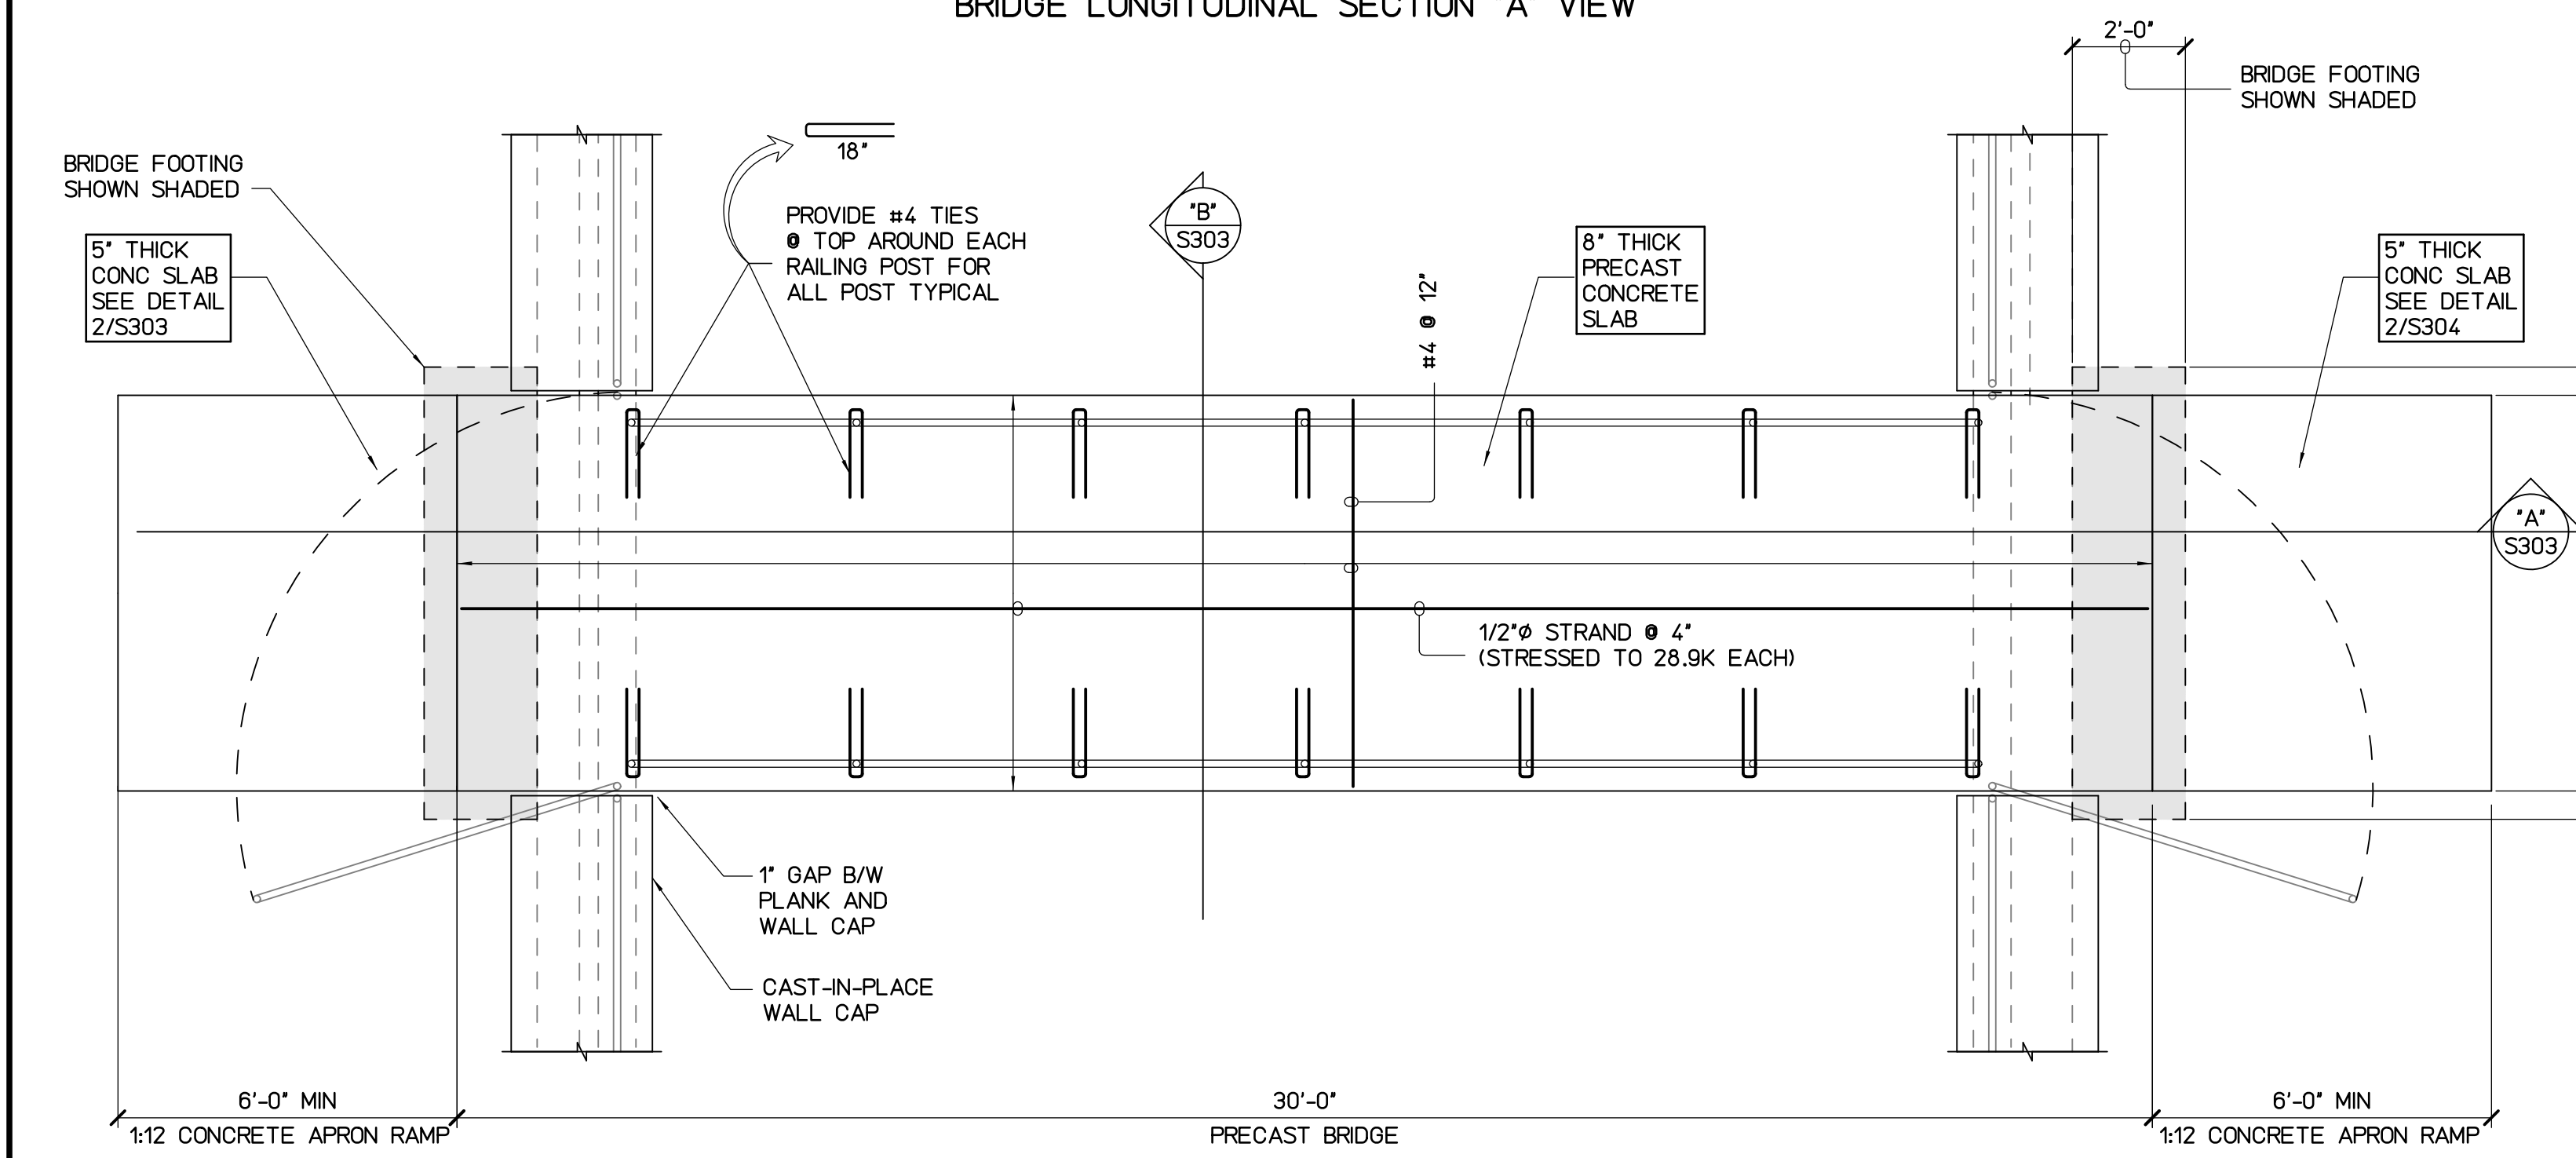 BRIDGE LONGITUDINAL SECTION "A" VIEW
2'-0"
BRIDGE FOOTING
SHOWN SHADED
18"
BRIDGE FOOTING
SHOWN SHADED
5" THICK
CONC SLAB
SEE DETAIL
2/S303
PROVIDE #4 TIES
@ TOP AROUND EACH
RAILING POST FOR
ALL POST TYPICAL
"B"
S303
#4 @ 12"
8" THICK
PRECAST
CONCRETE
SLAB
5" THICK
CONC SLAB
SEE DETAIL
2/S304
"A"
S303
1/2"Ø STRAND @ 4"
(STRESSED TO 28.9K EACH)
1" GAP B/W
PLANK AND
WALL CAP
CAST-IN-PLACE
WALL CAP
6'-0" MIN
1:12 CONCRETE APRON RAMP
30'-0"
PRECAST BRIDGE
6'-0" MIN
1:12 CONCRETE APRON RAMP